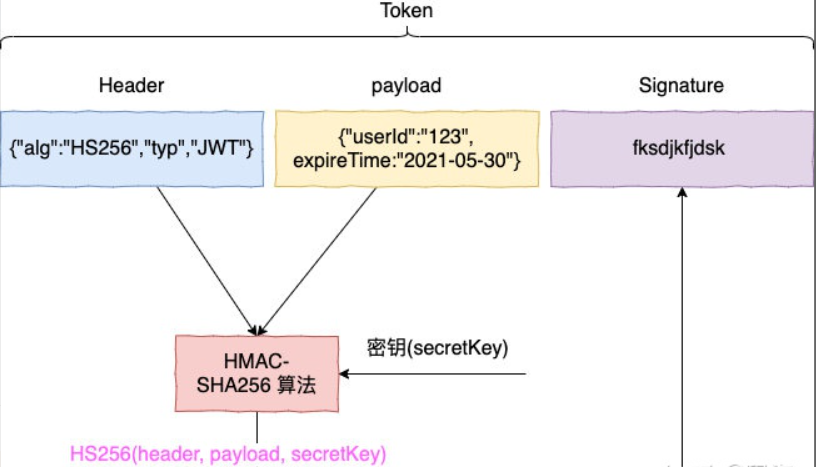 Token
Header
payload
Signature
{"alg":"HS256","typ","JWT"}
{"userId":"123",
expireTime:"2021-05-30"}
fksdjkfjdsk
HMAC-
SHA256 算法
密钥(secretKey)
HS256(header, payload, secretKey)